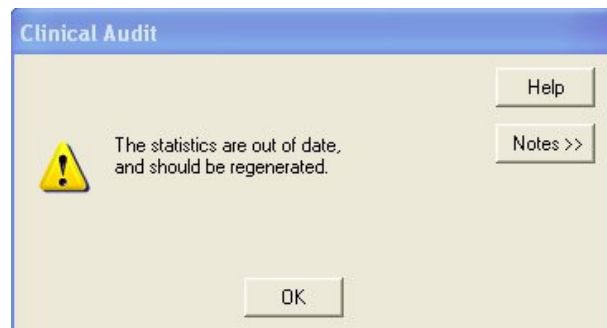 Clinical Audit
Help
The statistics are out of date,
and should be regenerated.
Notes >>
OK